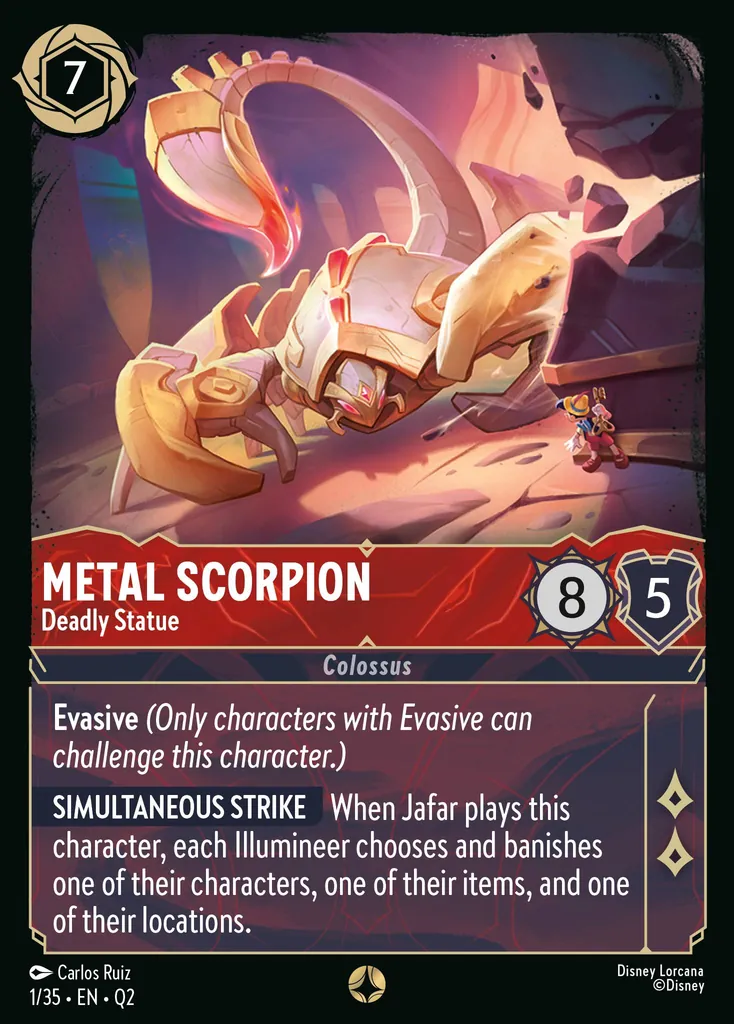 7
METAL SCORPION
Deadly Statue
8
5
Colossus
Evasive (Only characters with Evasive can
challenge this character.)
SIMULTANEOUS STRIKE When Jafar plays this
character, each Illumineer chooses and banishes
one of their characters, one of their items, and one
of their locations.
Carlos Ruiz
1/35 • EN • Q2
Disney Lorcana
©Disney